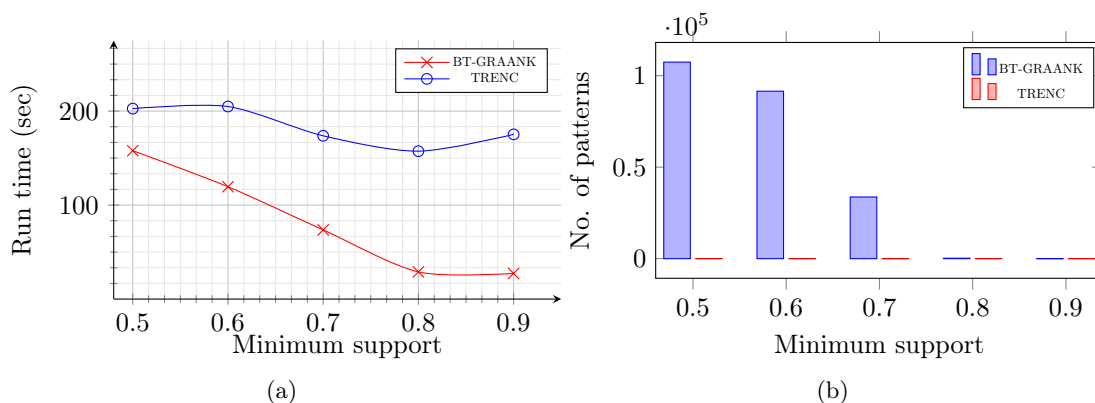 Run time (sec)
200
100
BT-GRAANK
TRENC
0.5 0.6 0.7 0.8 0.9
Minimum support
(a)
·10^5
No. of patterns
1
0.5
0
BT-GRAANK
TRENC
0.5 0.6 0.7 0.8 0.9
Minimum support
(b)